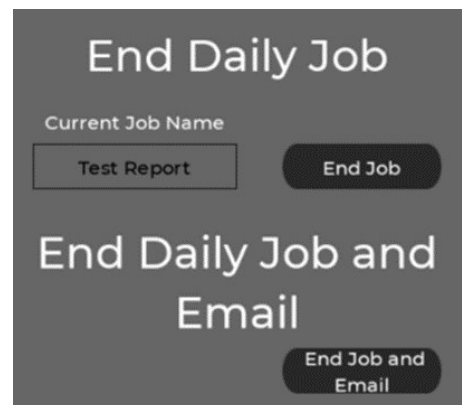 End Daily Job
Current Job Name
Test Report
End Job
End Daily Job and
Email
End Job and
Email